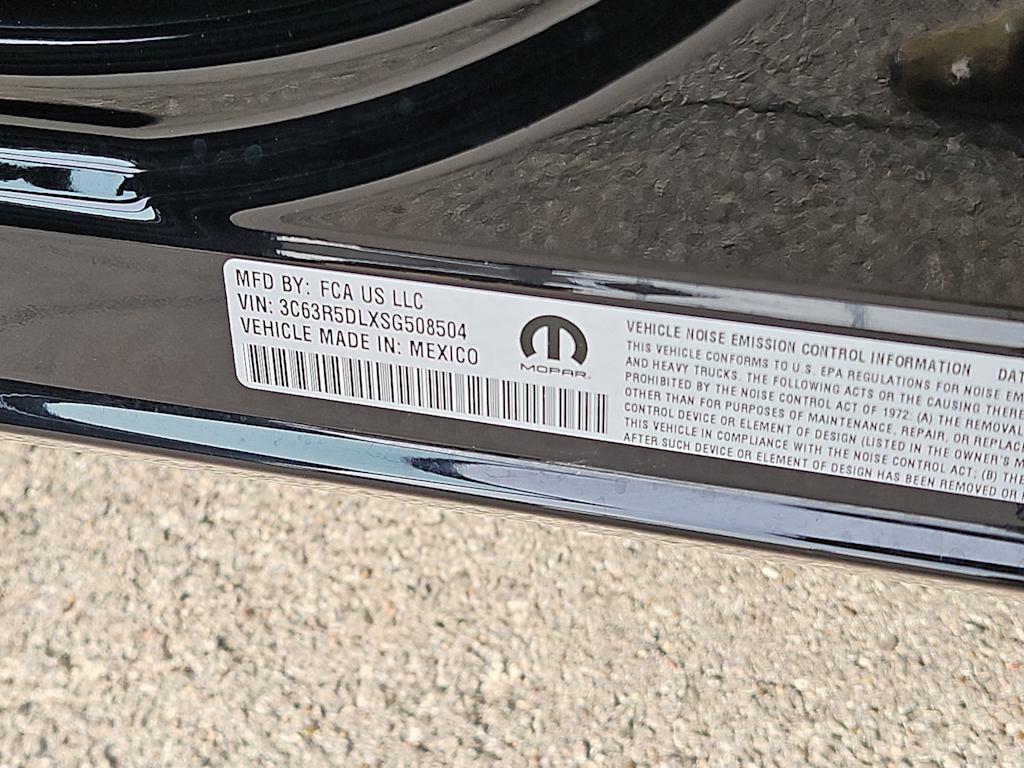 MFD BY: FCA US LLC
VIN: 3C63R5DLXSG508504
VEHICLE MADE IN: MEXICO
MOPAR
VEHICLE NOISE EMISSION CONTROL INFORMATION DAT
THIS VEHICLE CONFORMS TO U.S. EPA REGULATIONS FOR NOISE EM
AND HEAVY TRUCKS. THE FOLLOWING ACTS OR THE CAUSING THERE
PROHIBITED BY THE NOISE CONTROL ACT OF 1972: (A) THE REMOVAL
OTHER THAN FOR PURPOSES OF MAINTENANCE, REPAIR, OR REPLAC
CONTROL DEVICE OR ELEMENT OF DESIGN (LISTED IN THE OWNER'S M
THIS VEHICLE IN COMPLIANCE WITH THE NOISE CONTROL ACT; (B) THE
AFTER SUCH DEVICE OR ELEMENT OF DESIGN HAS BEEN REMOVED OR